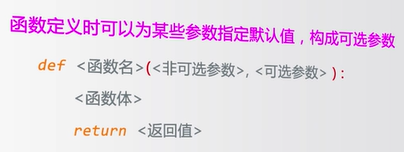 函数定义时可以为某些参数指定默认值，构成可选参数
def <函数名>(<非可选参数>, <可选参数> ):
<函数体>
return <返回值>